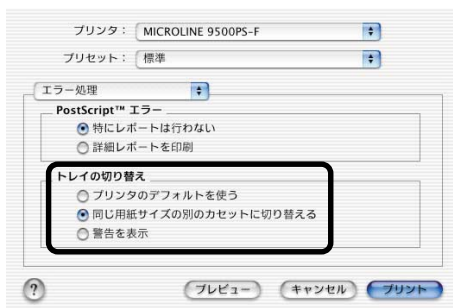 プリンタ： MICROLINE 9500PS-F
プリセット： 標準
エラー処理
PostScript™ エラー
特にレポートは行わない
詳細レポートを印刷
トレイの切り替え
プリンタのデフォルトを使う
同じ用紙サイズの別のカセットに切り替える
警告を表示
? プレビュー キャンセル プリント